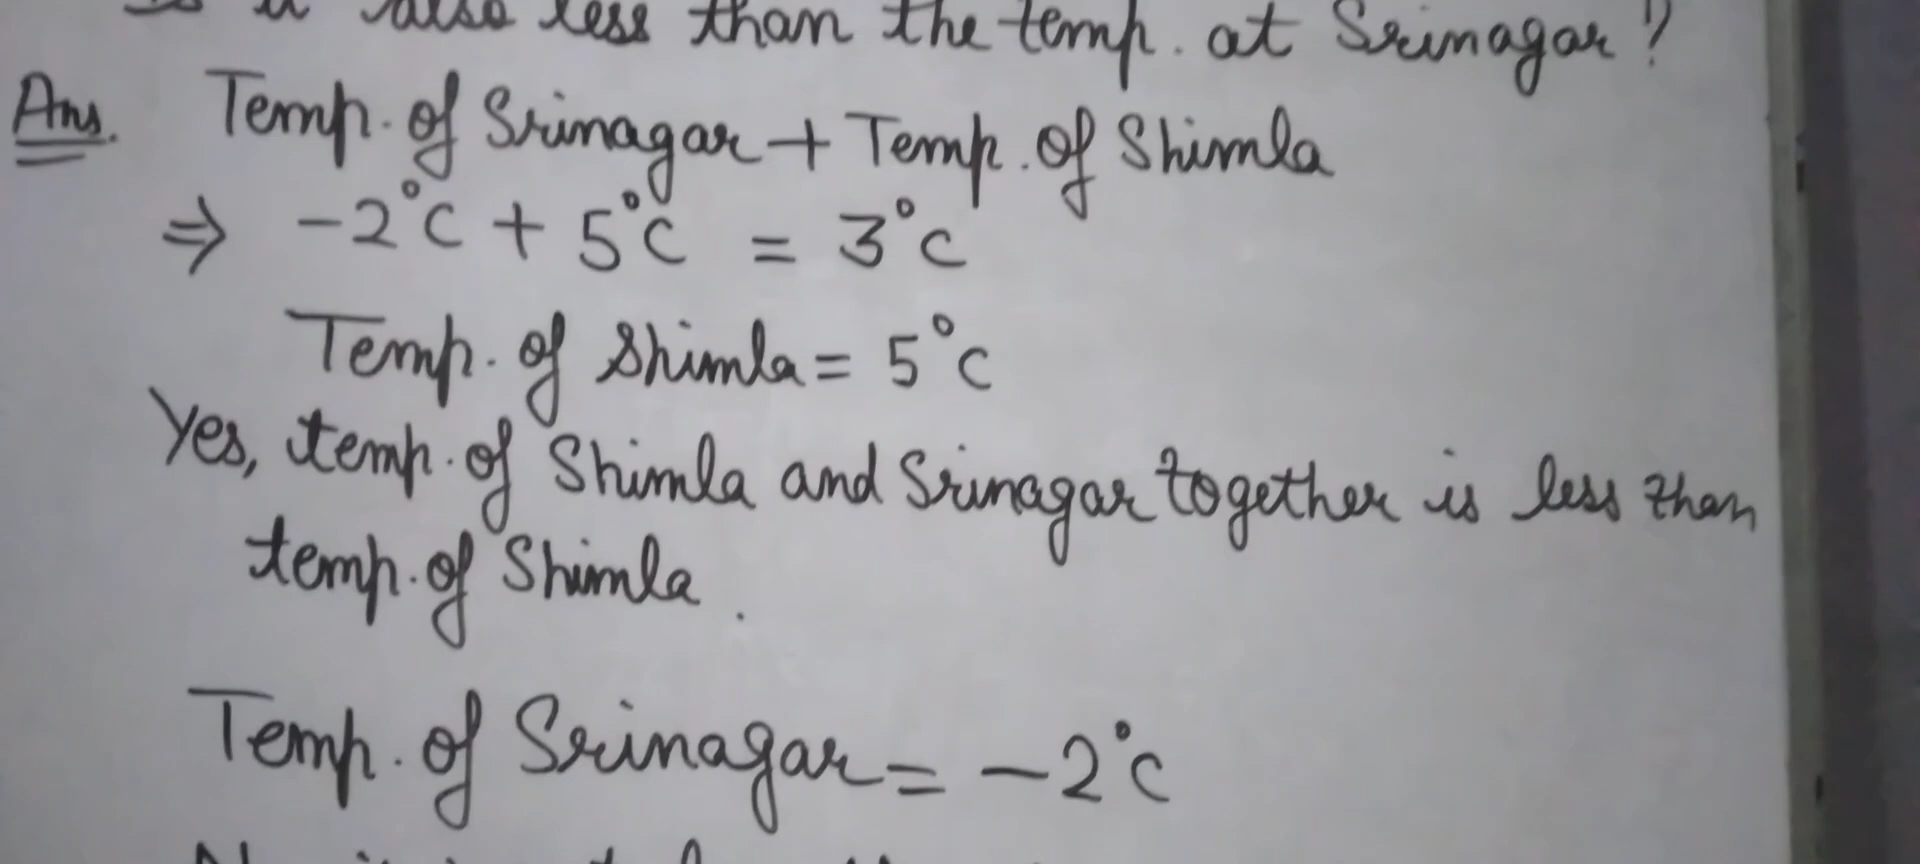 less than the temp. at Srinagar?
Ans. Temp. of Srinagar + Temp. of Shimla
⇒ -2°C + 5°C = 3°C
Temp. of Shimla = 5°C
Yes, temp. of Shimla and Srinagar together is less than
temp. of Shimla.
Temp. of Srinagar = -2°C